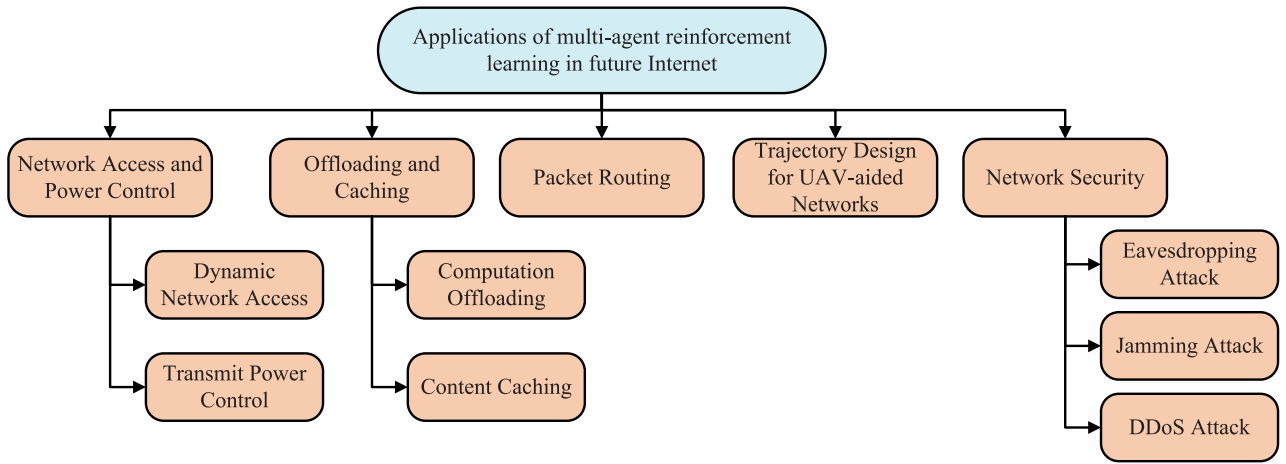 Applications of multi-agent reinforcement
learning in future Internet
Network Access and
Power Control
Offloading and
Caching
Packet Routing
Trajectory Design
for UAV-aided
Networks
Network Security
Dynamic
Network Access
Transmit Power
Control
Computation
Offloading
Content Caching
Eavesdropping
Attack
Jamming Attack
DDoS Attack